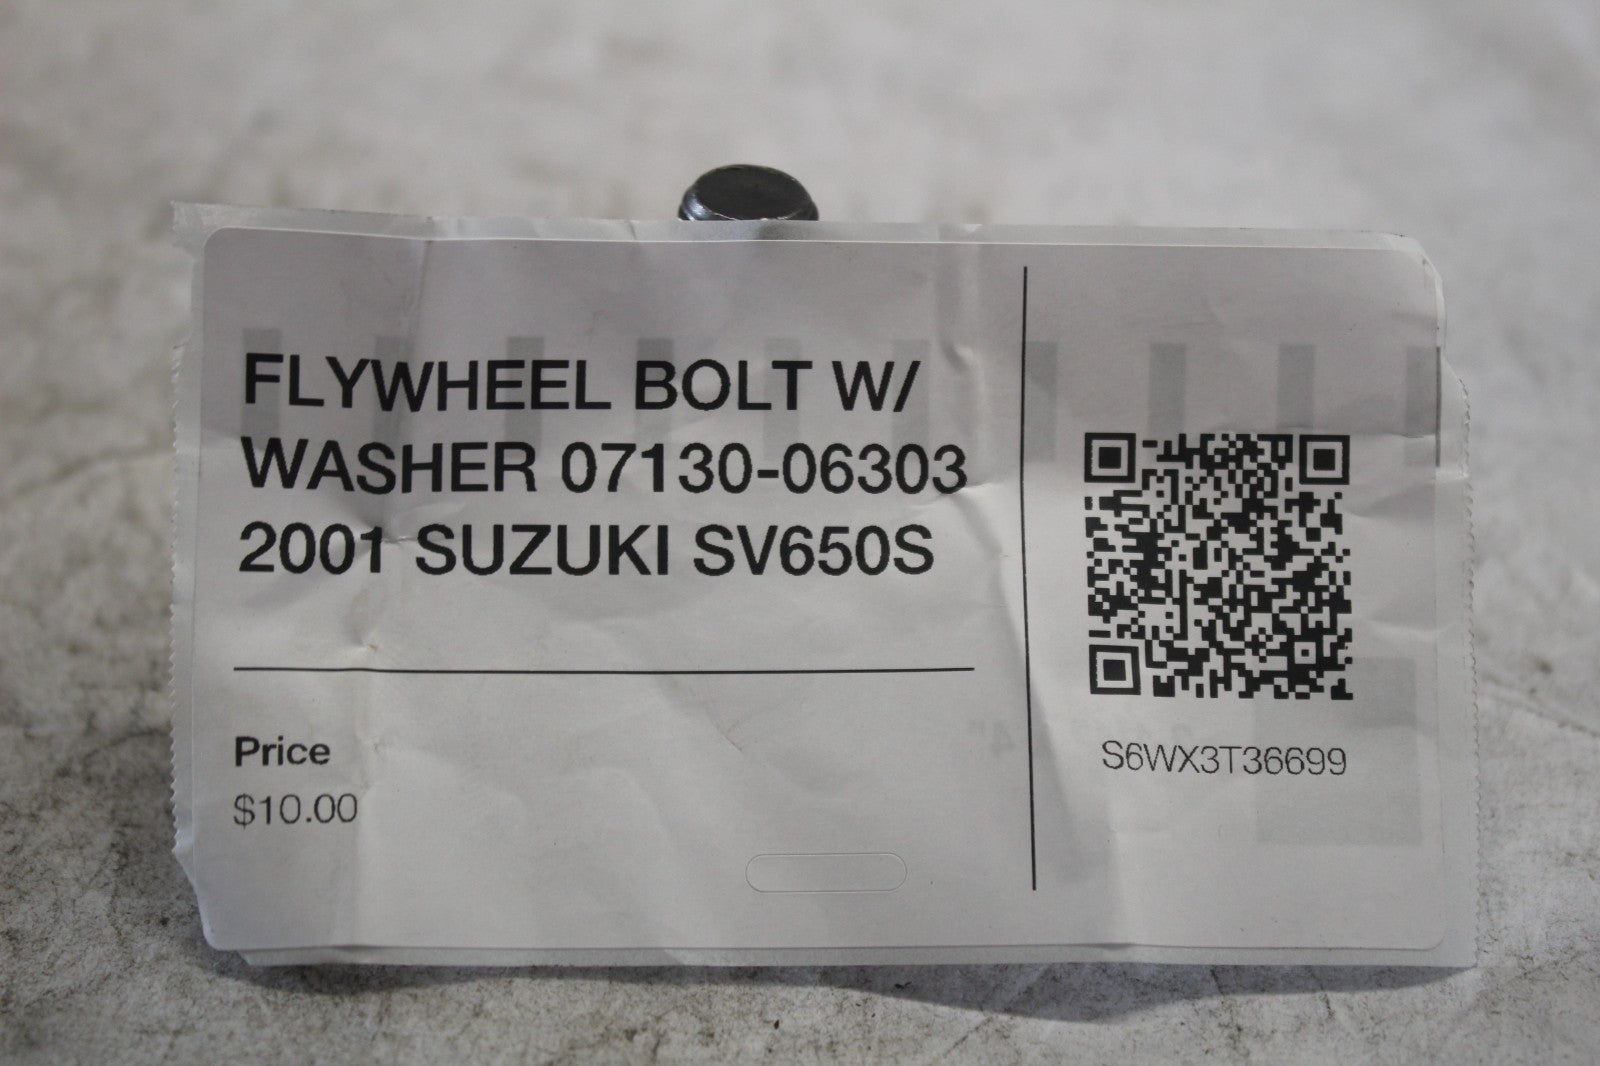 FLYWHEEL BOLT W/
WASHER 07130-06303
2001 SUZUKI SV650S
Price
$10.00
S6WX3T36699